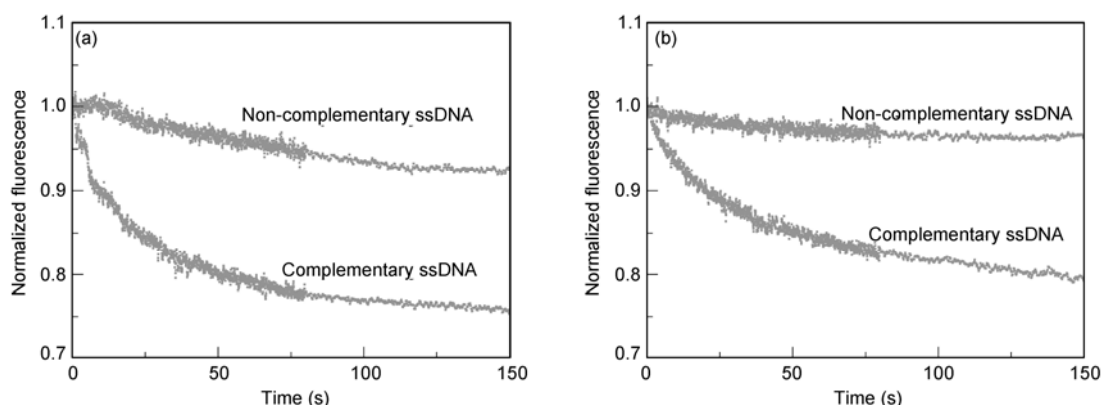 (a)
1.1
1.0
0.9
0.8
0.7
Normalized fluorescence
Non-complementary ssDNA
Complementary ssDNA
0
50
100
150
Time (s)
(b)
1.1
1.0
0.9
0.8
0.7
Normalized fluorescence
Non-complementary ssDNA
Complementary ssDNA
0
50
100
150
Time (s)